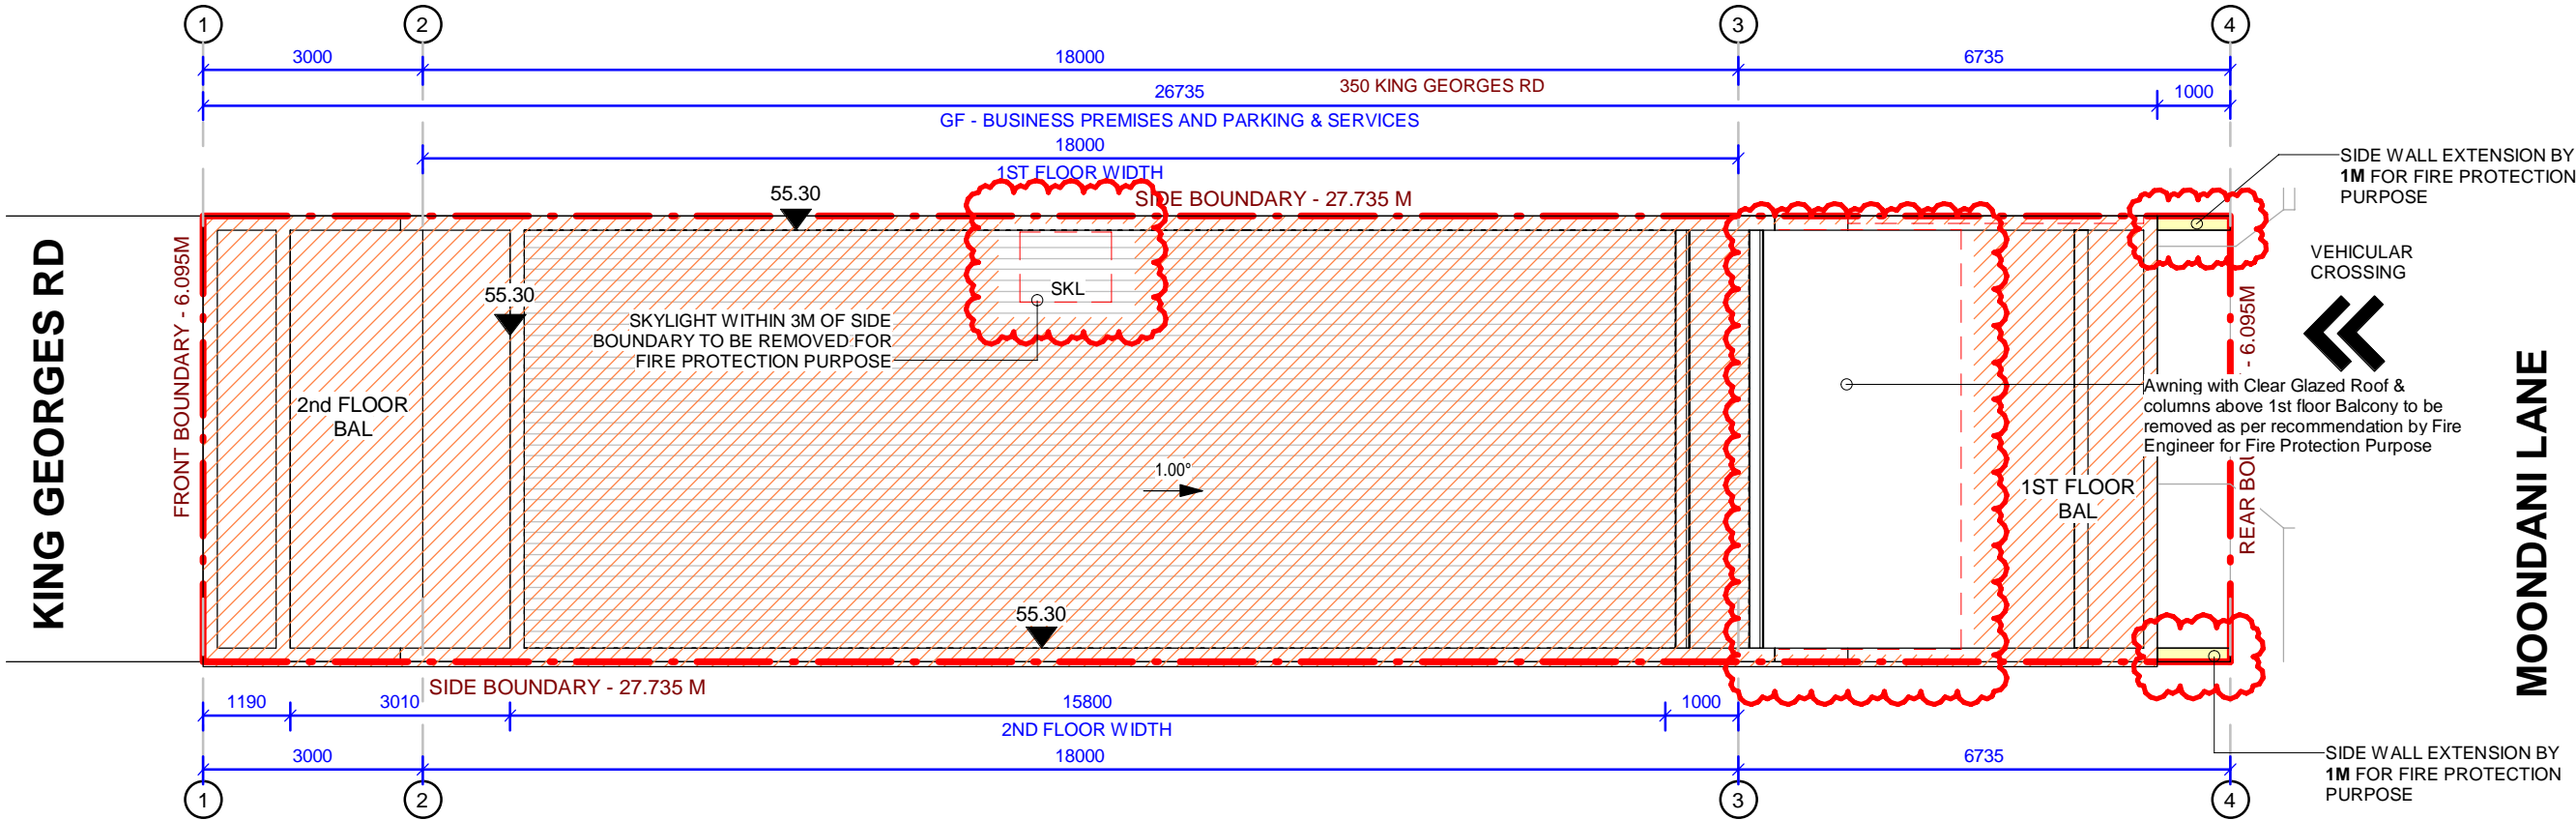 1
2
3
4
3000
18000
6735
350 KING GEORGES RD
26735
1000
GF - BUSINESS PREMISES AND PARKING & SERVICES
18000
1ST FLOOR WIDTH
SIDE BOUNDARY - 27.735 M
55.30
SIDE WALL EXTENSION BY
1M FOR FIRE PROTECTION
PURPOSE
KING GEORGES RD
FRONT BOUNDARY - 6.095M
55.30
SKL
SKYLIGHT WITHIN 3M OF SIDE
BOUNDARY TO BE REMOVED FOR
FIRE PROTECTION PURPOSE
2nd FLOOR
BAL
1.00°
55.30
VEHICULAR
CROSSING
Awning with Clear Glazed Roof &
columns above 1st floor Balcony to be
removed as per recommendation by Fire
Engineer for Fire Protection Purpose
1ST FLOOR
BAL
REAR BOU - 6.095M
MOONDANI LANE
SIDE BOUNDARY - 27.735 M
1190
3010
15800
1000
2ND FLOOR WIDTH
3000
18000
6735
SIDE WALL EXTENSION BY
1M FOR FIRE PROTECTION
PURPOSE
1
2
3
4